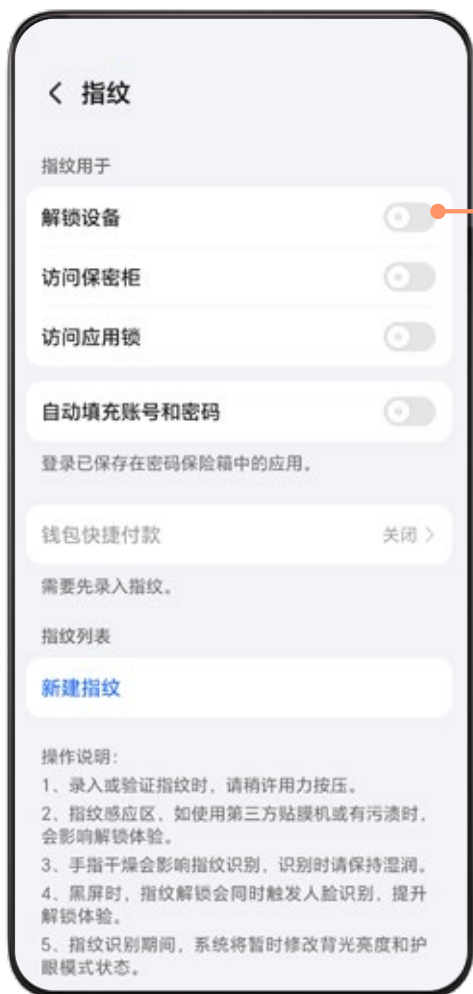 指纹
指纹用于
解锁设备
访问保密柜
访问应用锁
自动填充账号和密码
登录已保存在密码保险箱中的应用。
钱包快捷付款 关闭
需要先录入指纹。
指纹列表
新建指纹
操作说明：
1、录入或验证指纹时，请稍许用力按压。
2、指纹感应区，如使用第三方贴膜机或有污渍时，
会影响解锁体验。
3、手指干燥会影响指纹识别，识别时请保持湿润。
4、黑屏时，指纹解锁会同时触发人脸识别，提升
解锁体验。
5、指纹识别期间，系统将暂时修改背光亮度和护
眼模式状态。